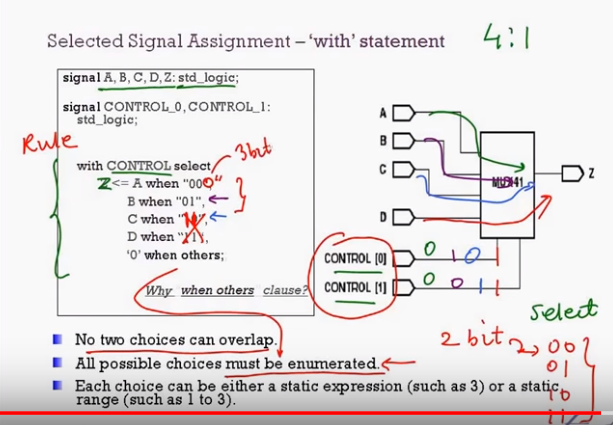 Selected Signal Assignment – 'with' statement
4:1
signal A, B, C, D, Z: std_logic;
signal CONTROL_0, CONTROL_1:
std_logic;
Rule
3bit
with CONTROL select
Z <= A when "000"
B when "01",
C when
D when "11",
'0' when others;
Why when others clause?
A
B
C
D
MUX41
Z
CONTROL [0]
0 1 0 1
CONTROL [1]
0 0 1 1
No two choices can overlap.
All possible choices must be enumerated.
Each choice can be either a static expression (such as 3) or a static
range (such as 1 to 3).
Select
2 bit 2 → 00
01
10
11